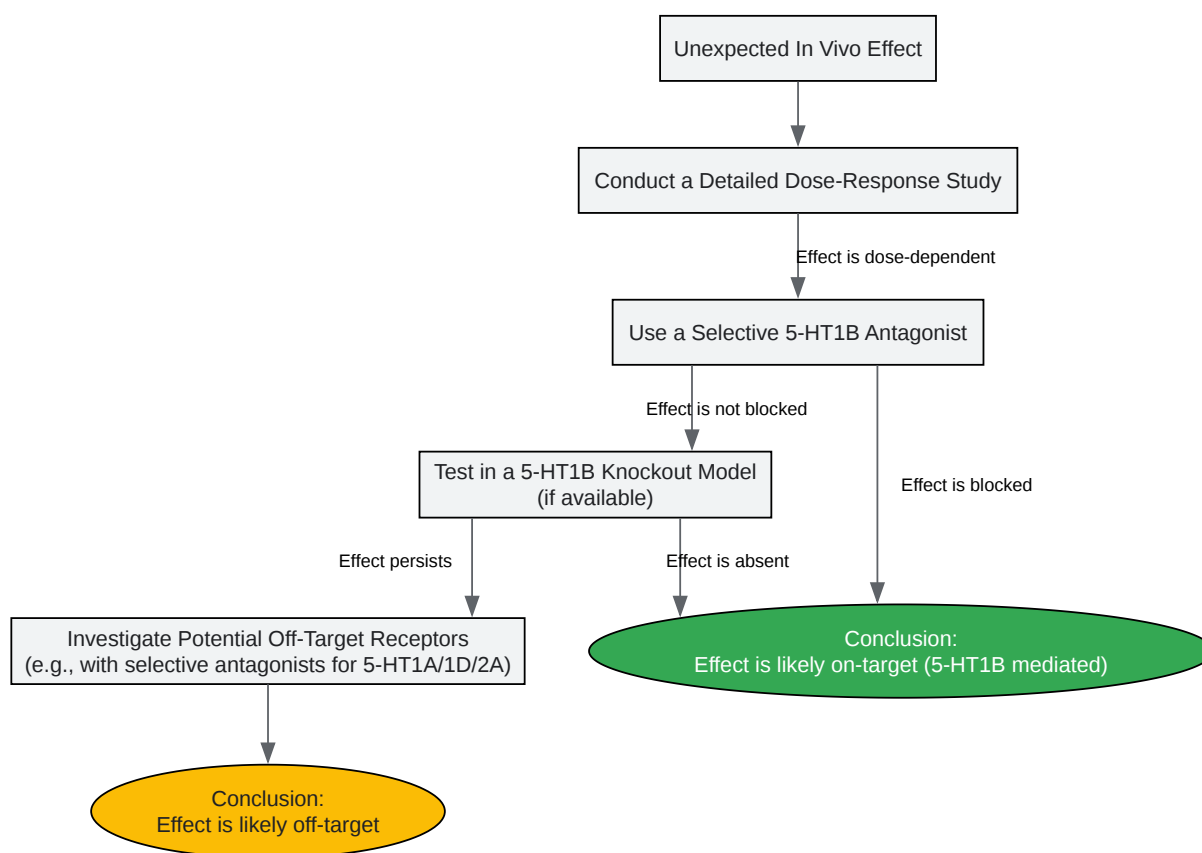 Unexpected In Vivo Effect
Conduct a Detailed Dose-Response Study
Effect is dose-dependent
Use a Selective 5-HT1B Antagonist
Effect is not blocked
Test in a 5-HT1B Knockout Model
(if available)
Effect is blocked
Effect persists
Effect is absent
Investigate Potential Off-Target Receptors
(e.g., with selective antagonists for 5-HT1A/1D/2A)
Conclusion:
Effect is likely on-target (5-HT1B mediated)
Conclusion:
Effect is likely off-target